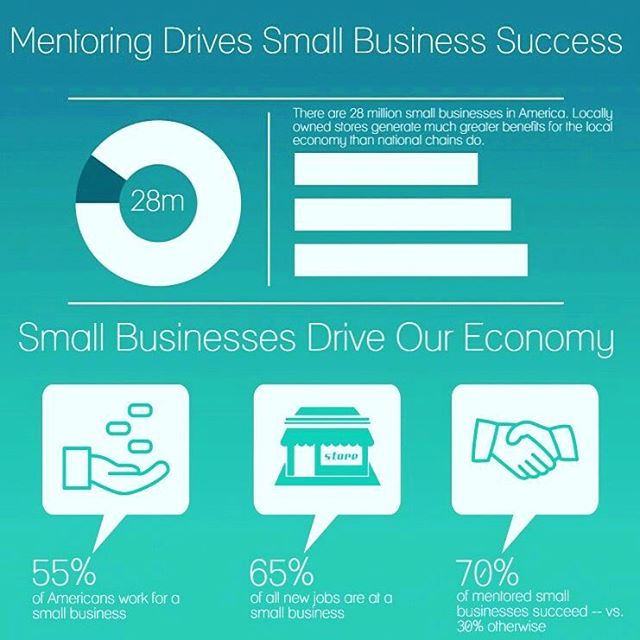 Mentoring Drives Small Business Success
There are 28 million small businesses in America. Locally
owned stores generate much greater benefits for the local
economy than national chains do.
28m
Small Businesses Drive Our Economy
store
55%
of Americans work for a
small business
65%
of all new jobs are at a
small business
70%
of mentored small
businesses succeed -- vs.
30% otherwise